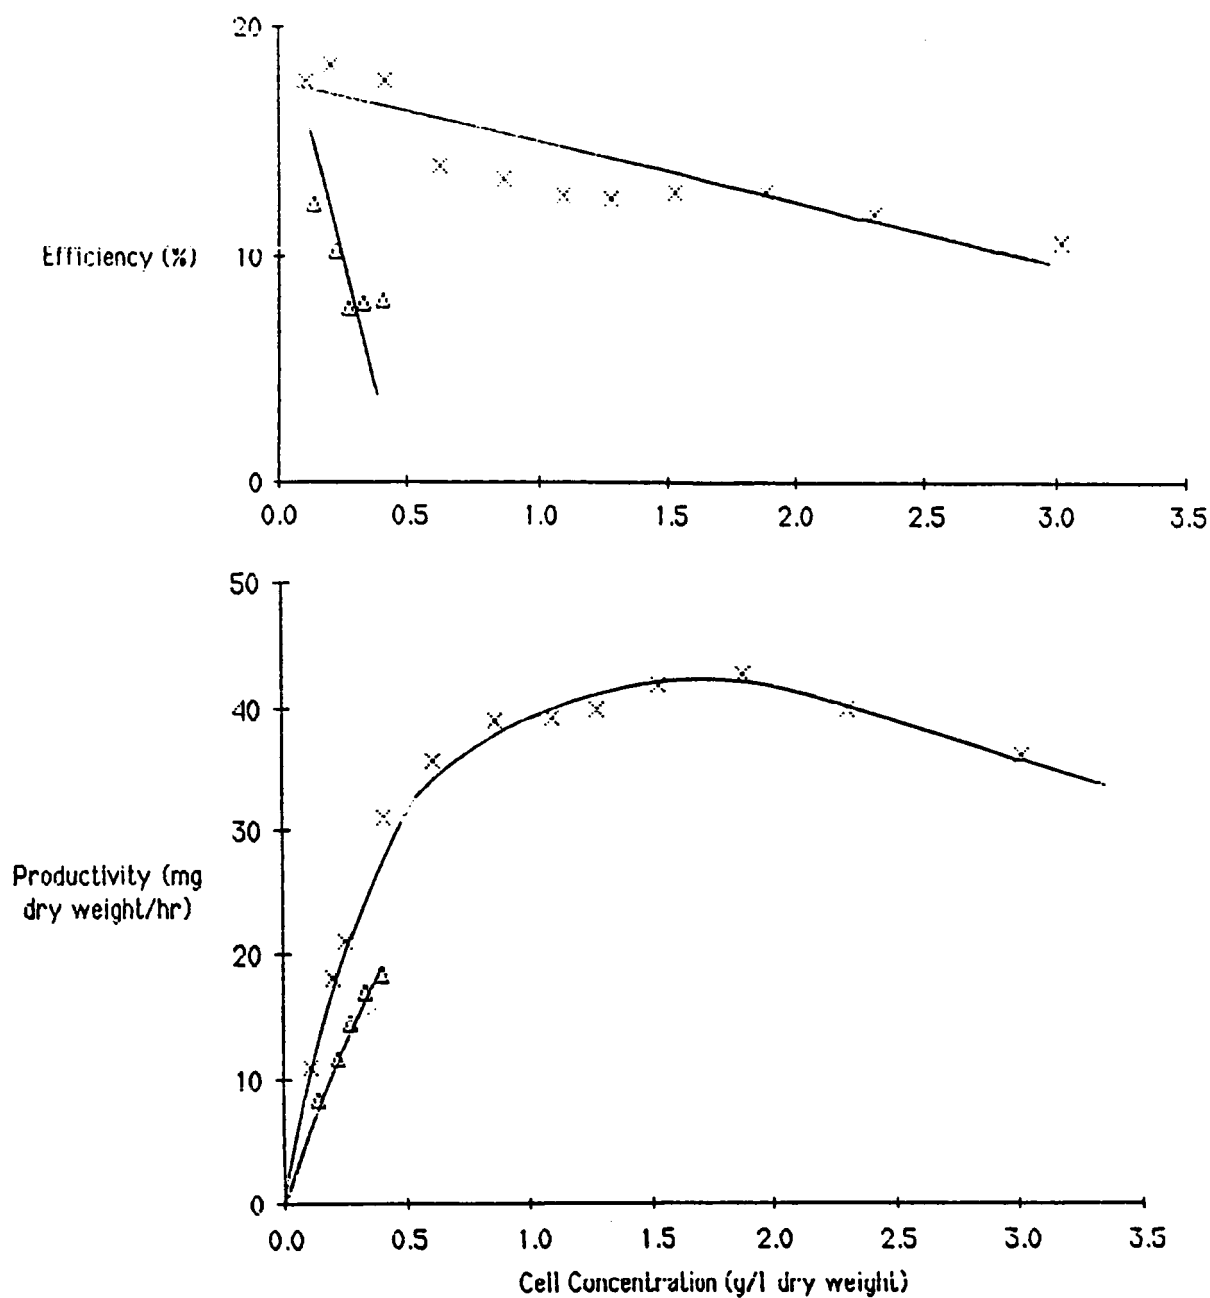 20
Efficiency (%)
10
0
0.0 0.5 1.0 1.5 2.0 2.5 3.0 3.5
50
40
30
Productivity (mg
dry weight/hr)
20
10
0
0.0 0.5 1.0 1.5 2.0 2.5 3.0 3.5
Cell Concentration (g/l dry weight)